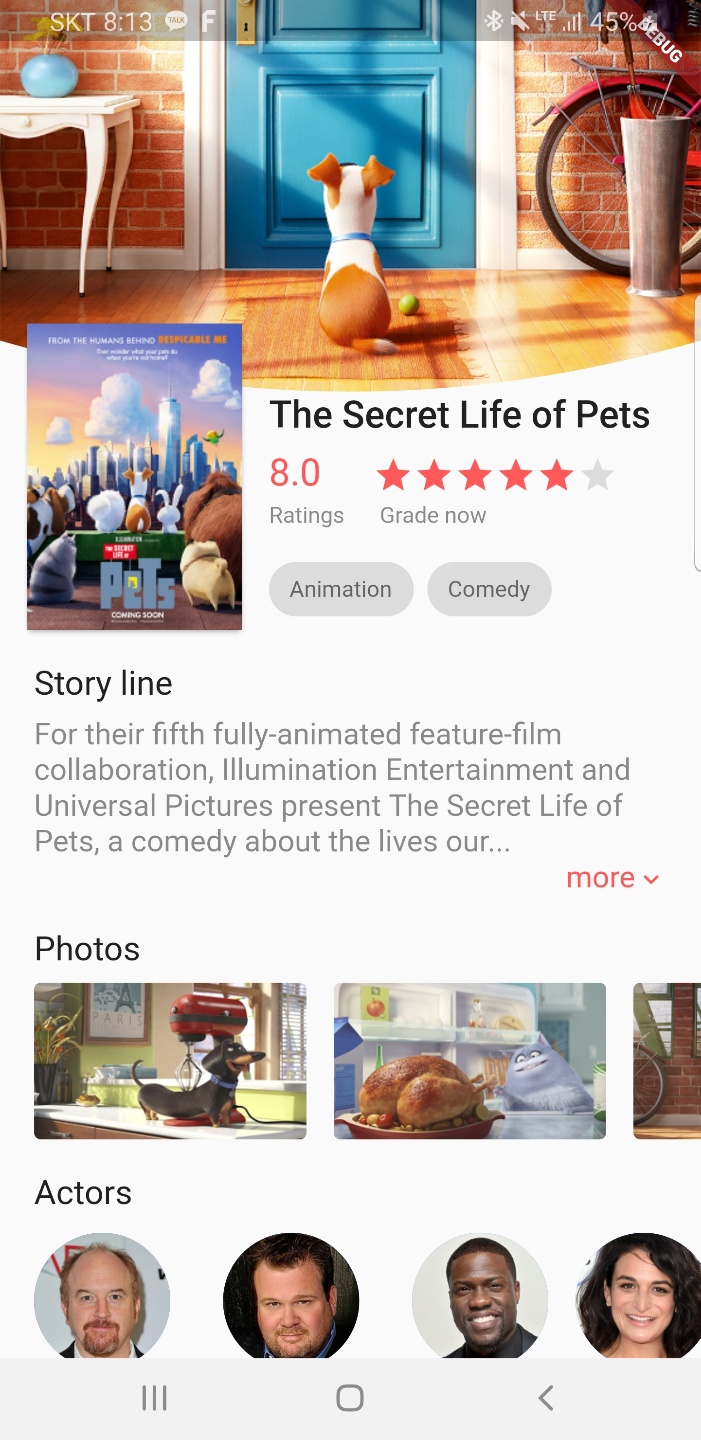 SKT 8:13 TALK LTE 45%
DEBUG
FROM THE HUMANS BEHIND DESPICABLE ME
Ever wonder what your pets do
when you're not home?
ILLUMINATION
THE SECRET
LIFE OF
PETS
COMING SOON
The Secret Life of Pets
8.0
Ratings Grade now
Animation Comedy
Story line
For their fifth fully-animated feature-film
collaboration, Illumination Entertainment and
Universal Pictures present The Secret Life of
Pets, a comedy about the lives our...
more
Photos
PARIS
Actors